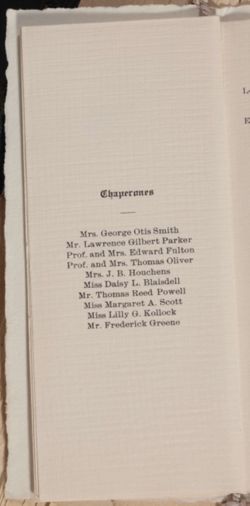 Chaperones
Mrs. George Otis Smith
Mr. Lawrence Gilbert Parker
Prof. and Mrs. Edward Fulton
Prof. and Mrs. Thomas Oliver
Mrs. J. B. Houchens
Miss Daisy L. Blaisdell
Mr. Thomas Reed Powell
Miss Margaret A. Scott
Miss Lilly G. Kollock
Mr. Frederick Greene